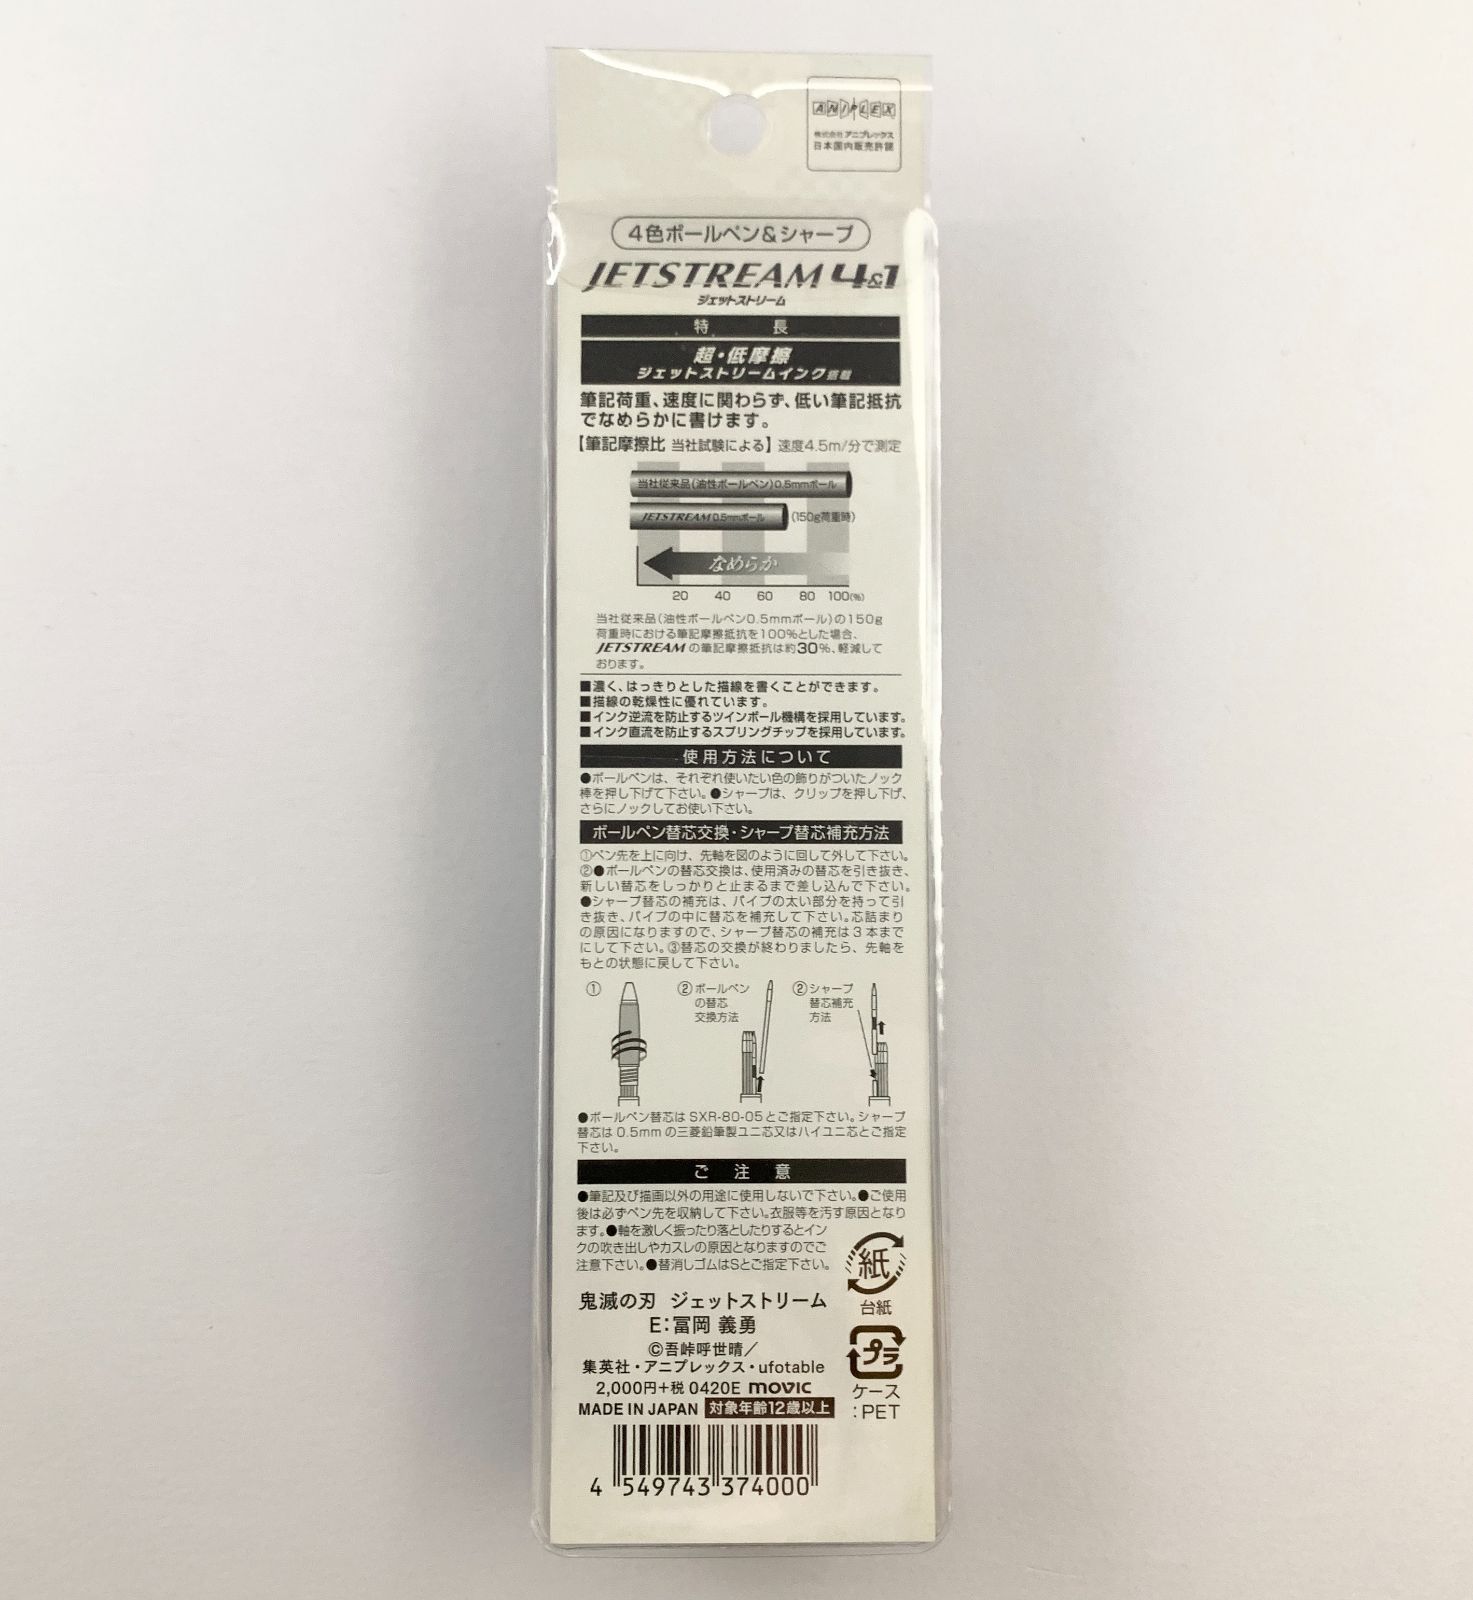 ANIPLEX
株式会社 アニプレックス
日本国内販売許諾
4色ボールペン&シャープ
JETSTREAM 4&1
ジェットストリーム
特 長
超・低摩擦
ジェットストリームインク搭載
筆記荷重、速度に関わらず、低い筆記抵抗
でなめらかに書けます。
【筆記摩擦比 当社試験による】速度4.5m/分で測定
当社従来品(油性ボールペン)0.5mmボール
JETSTREAM 0.5mmボール (150g荷重時)
なめらか
20 40 60 80 100(%)
当社従来品(油性ボールペン0.5mmボール)の150g
荷重時における筆記摩擦抵抗を100%とした場合、
JETSTREAM の筆記摩擦抵抗は約30%、軽減して
おります。
■濃く、はっきりとした描線を書くことができます。
■描線の乾燥性に優れています。
■インク逆流を防止するツインボール機構を採用しています。
■インク直流を防止するスプリングチップを採用しています。
使用方法について
●ボールペンは、それぞれ使いたい色の飾りがついたノック
棒を押し下げて下さい。●シャープは、クリップを押し下げ、
さらにノックしてお使い下さい。
ボールペン替芯交換・シャープ替芯補充方法
①ペン先を上に向け、先軸を図のように回して外して下さい。
②●ボールペンの替芯交換は、使用済みの替芯を引き抜き、
新しい替芯をしっかりと止まるまで差し込んで下さい。
●シャープ替芯の補充は、パイプの太い部分を持って引
き抜き、パイプの中に替芯を補充して下さい。芯詰まり
の原因になりますので、シャープ替芯の補充は3本まで
にして下さい。③替芯の交換が終わりましたら、先軸を
もとの状態に戻して下さい。
①
②ボールペン
の替芯
交換方法
②シャープ
替芯補充
方法
●ボールペン替芯は SXR-80-05とご指定下さい。シャープ
替芯は 0.5mm の三菱鉛筆製ユニ芯又はハイユニ芯とご指定
下さい。
ご 注 意
●筆記及び描画以外の用途に使用しないで下さい。●ご使用
後は必ずペン先を収納して下さい。衣服等を汚す原因となり
ます。●軸を激しく振ったり落としたりするとイン
クの吹き出しやカスレの原因となりますのでご
注意下さい。●替消しゴムはSとご指定下さい。
紙
台紙
プラ
ケース
:PET
鬼滅の刃 ジェットストリーム
E:冨岡 義勇
©吾峠呼世晴/
集英社・アニプレックス・ufotable
2,000円+税 0420E movic
MADE IN JAPAN 対象年齢12歳以上
4 549743 374000